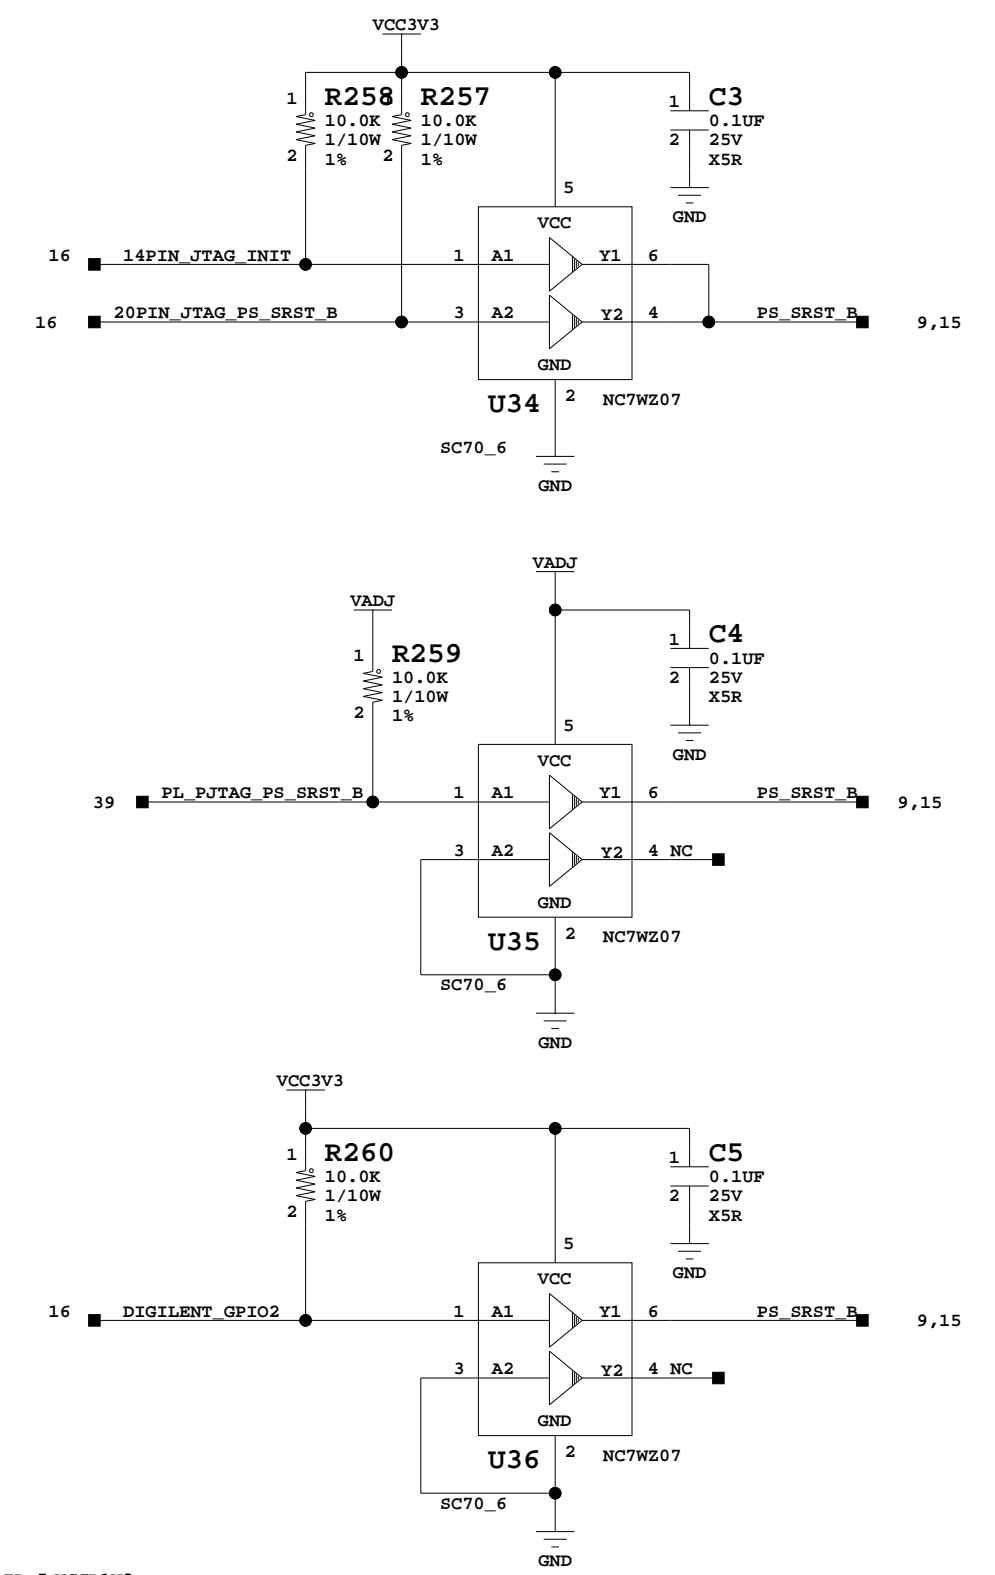 VCC3V3
1 R258 R257
10.0K 10.0K
1/10W 1/10W
2 1% 2 1%
1 C3
0.1UF
2 25V
X5R
GND
5
VCC
16 14PIN_JTAG_INIT 1 A1 Y1 6
16 20PIN_JTAG_PS_SRST_B 3 A2 Y2 4 PS_SRST_B 9,15
GND
U34 2 NC7WZ07
SC70_6
GND
VADJ
VADJ
1 R259
10.0K
1/10W
2 1%
1 C4
0.1UF
2 25V
X5R
GND
5
VCC
39 PL_PJTAG_PS_SRST_B 1 A1 Y1 6 PS_SRST_B 9,15
3 A2 Y2 4 NC
GND
U35 2 NC7WZ07
SC70_6
GND
VCC3V3
1 R260
10.0K
1/10W
2 1%
1 C5
0.1UF
2 25V
X5R
GND
5
VCC
16 DIGILENT_GPIO2 1 A1 Y1 6 PS_SRST_B 9,15
3 A2 Y2 4 NC
GND
U36 2 NC7WZ07
SC70_6
GND